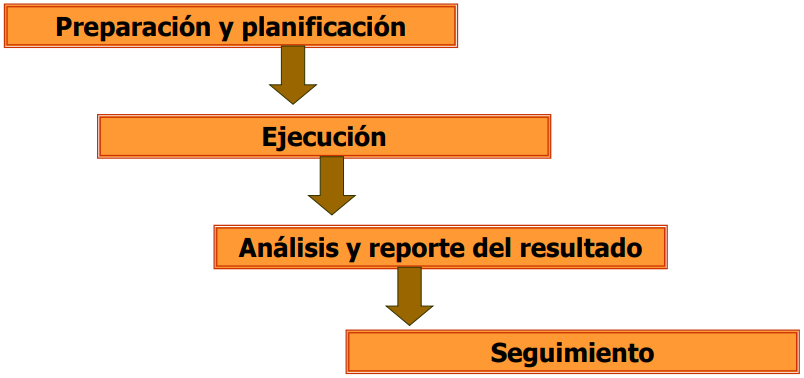 Preparación y planificación
Ejecución
Análisis y reporte del resultado
Seguimiento